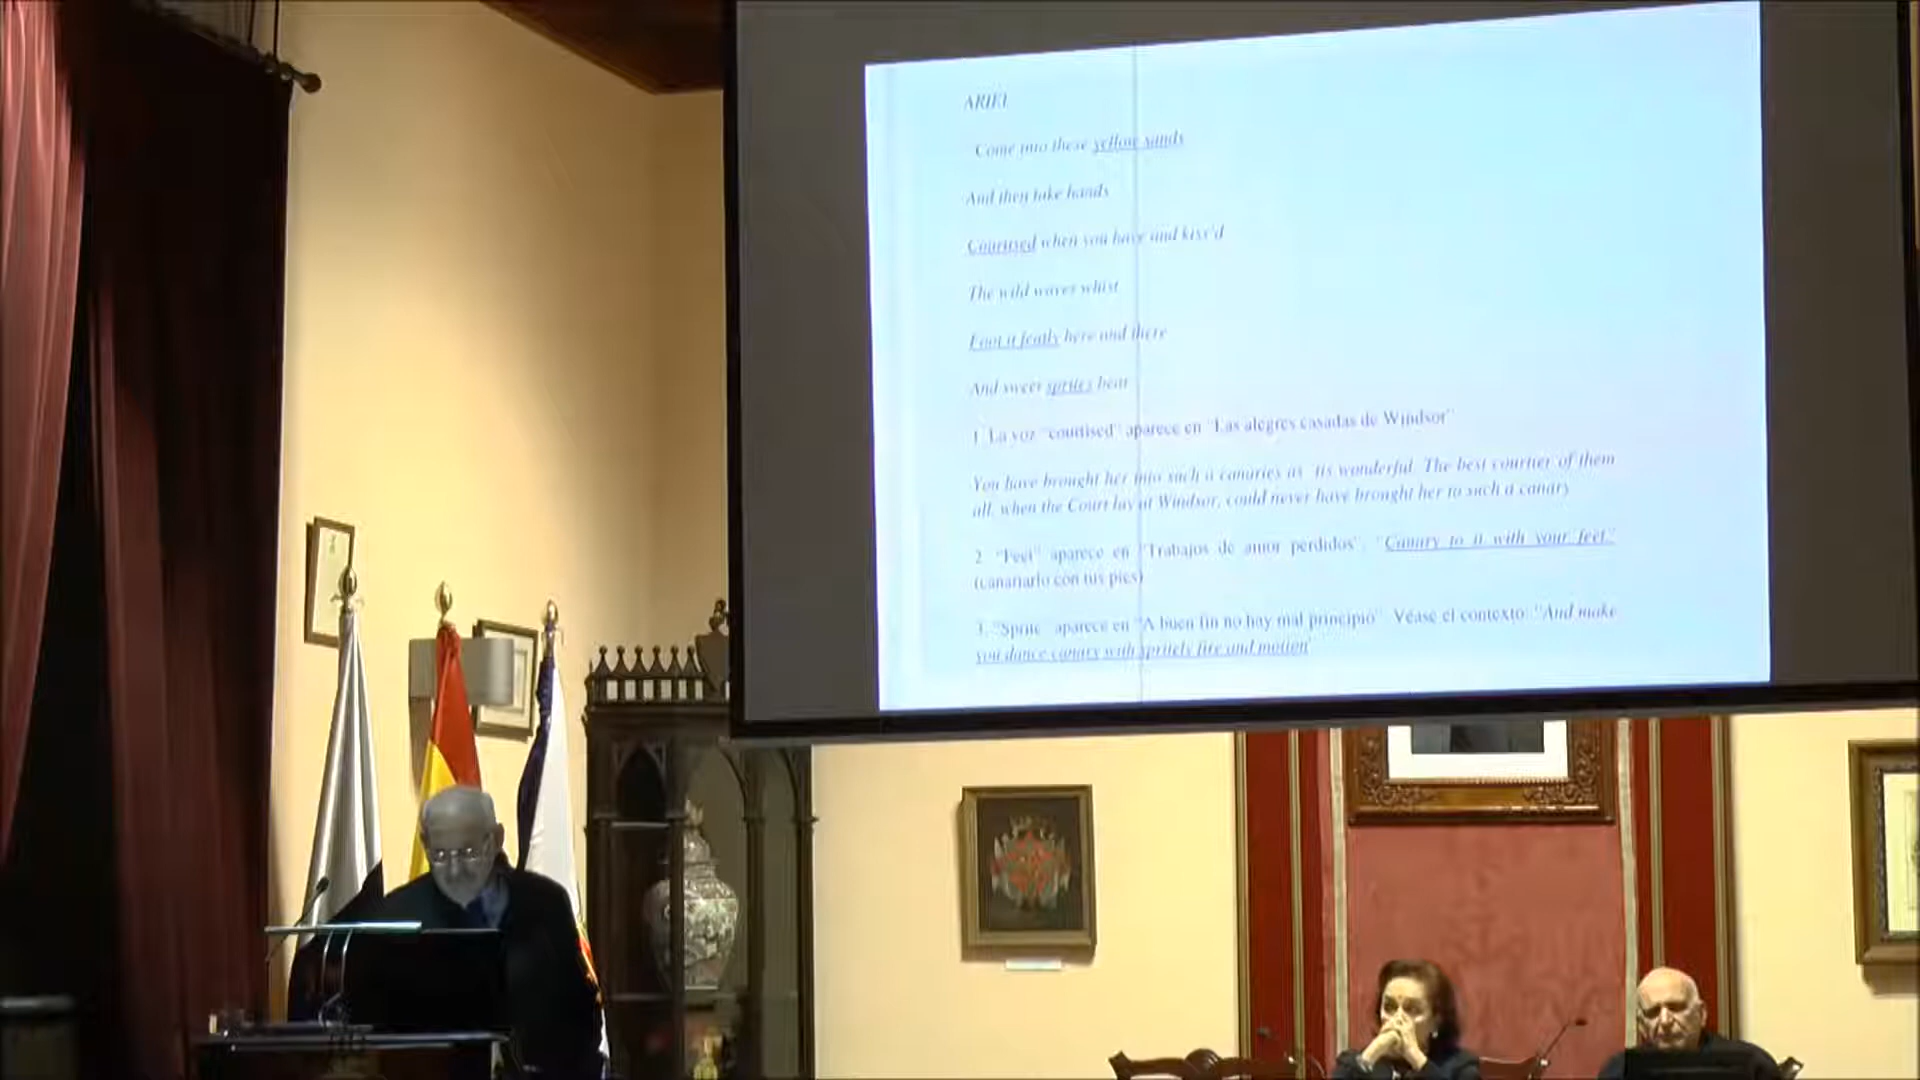 ARIEL
Come into these yellow sands
And then take hands
Courtised when you have and kiss'd
The wild waves whist
Foot it featly here and there
And sweet sprites bear
1. La voz "courtised" aparece en "Las alegres casadas de Windsor"
You have brought her into such a canaries as 'tis wonderful. The best courtier of them
all, when the Court lay at Windsor, could never have brought her to such a canary
2. "Feet" aparece en "Trabajos de amor perdidos". "Canary to it with your feet."
(canariarlo con tus pies)
3. "Sprite" aparece en "A buen fin no hay mal principio". Véase el contexto: "And make
you dance canary with spritely fire and motion"